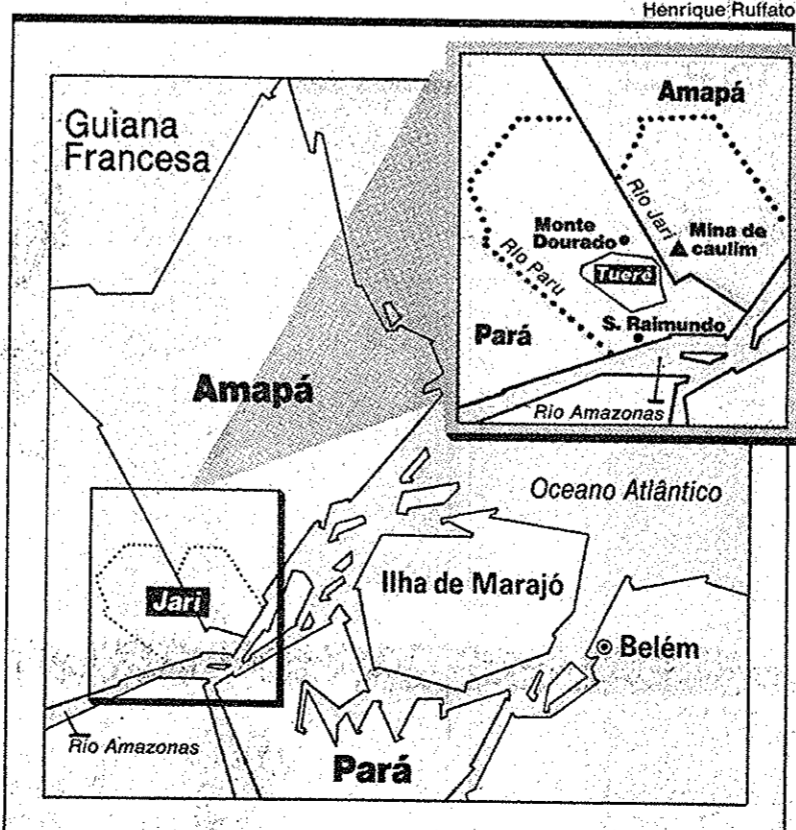 Henrique Ruffato
Guiana
Francesa
Amapá
Amapá
Rio Jari
Monte
Dourado
Mina de
caulim
Rio Paru
Tueré
S. Raimundo
Pará
Rio Amazonas
Oceano Atlântico
Ilha de Marajó
Jari
Belém
Rio Amazonas
Pará